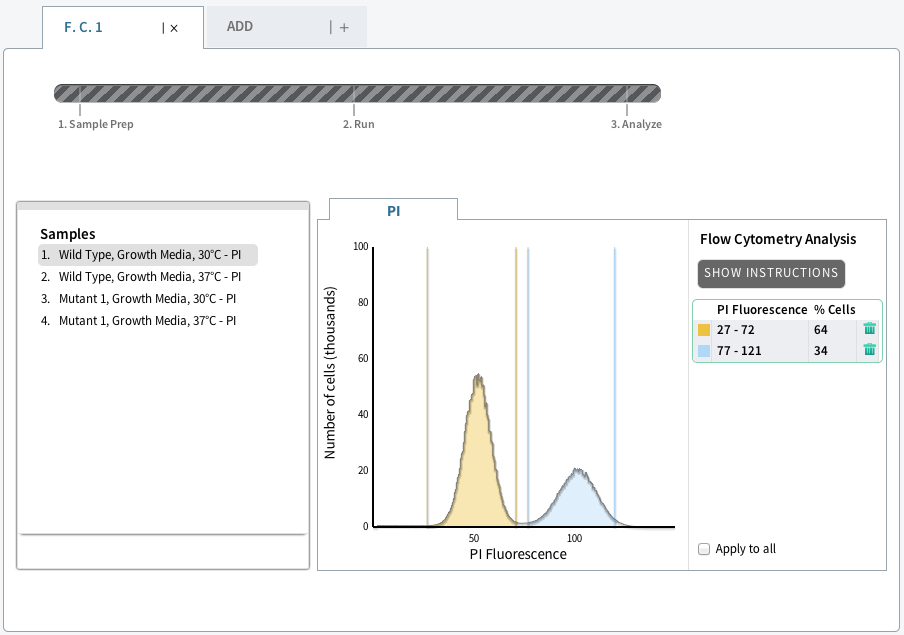 F. C. 1 | × ADD | +
1. Sample Prep 2. Run 3. Analyze
Samples
1. Wild Type, Growth Media, 30°C - PI
2. Wild Type, Growth Media, 37°C - PI
3. Mutant 1, Growth Media, 30°C - PI
4. Mutant 1, Growth Media, 37°C - PI
PI
Number of cells (thousands)
100
80
60
40
20
0
50 100
PI Fluorescence
Flow Cytometry Analysis
SHOW INSTRUCTIONS
PI Fluorescence % Cells
27 - 72 64
77 - 121 34
Apply to all